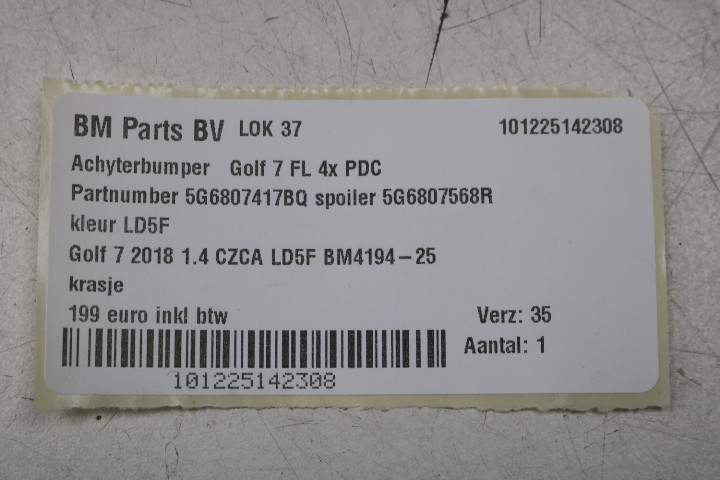 BM Parts BV LOK 37 101225142308
Achyterbumper Golf 7 FL 4x PDC
Partnumber 5G6807417BQ spoiler 5G6807568R
kleur LD5F
Golf 7 2018 1.4 CZCA LD5F BM4194-25
krasje
199 euro inkl btw Verz: 35
Aantal: 1
101225142308